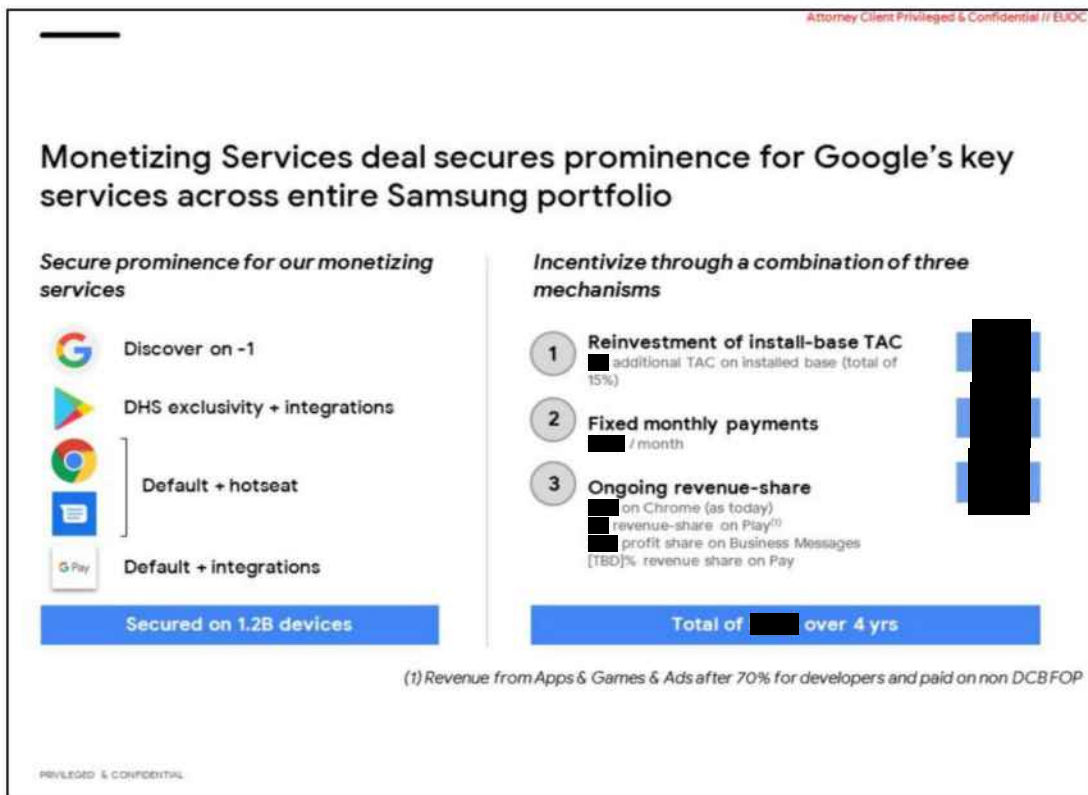 Attorney Client Privileged & Confidential // EUOC
Monetizing Services deal secures prominence for Google's key
services across entire Samsung portfolio
Secure prominence for our monetizing
services
Discover on -1
DHS exclusivity + integrations
Default + hotseat
G Pay
Default + integrations
Secured on 1.2B devices
Incentivize through a combination of three
mechanisms
1
Reinvestment of install-base TAC
additional TAC on installed base (total of
15%)
2
Fixed monthly payments
/ month
3
Ongoing revenue-share
on Chrome (as today)
revenue-share on Play(1)
profit share on Business Messages
[TBD]% revenue share on Pay
Total of over 4 yrs
(1) Revenue from Apps & Games & Ads after 70% for developers and paid on non DCB FOP
PRIVILEGED & CONFIDENTIAL